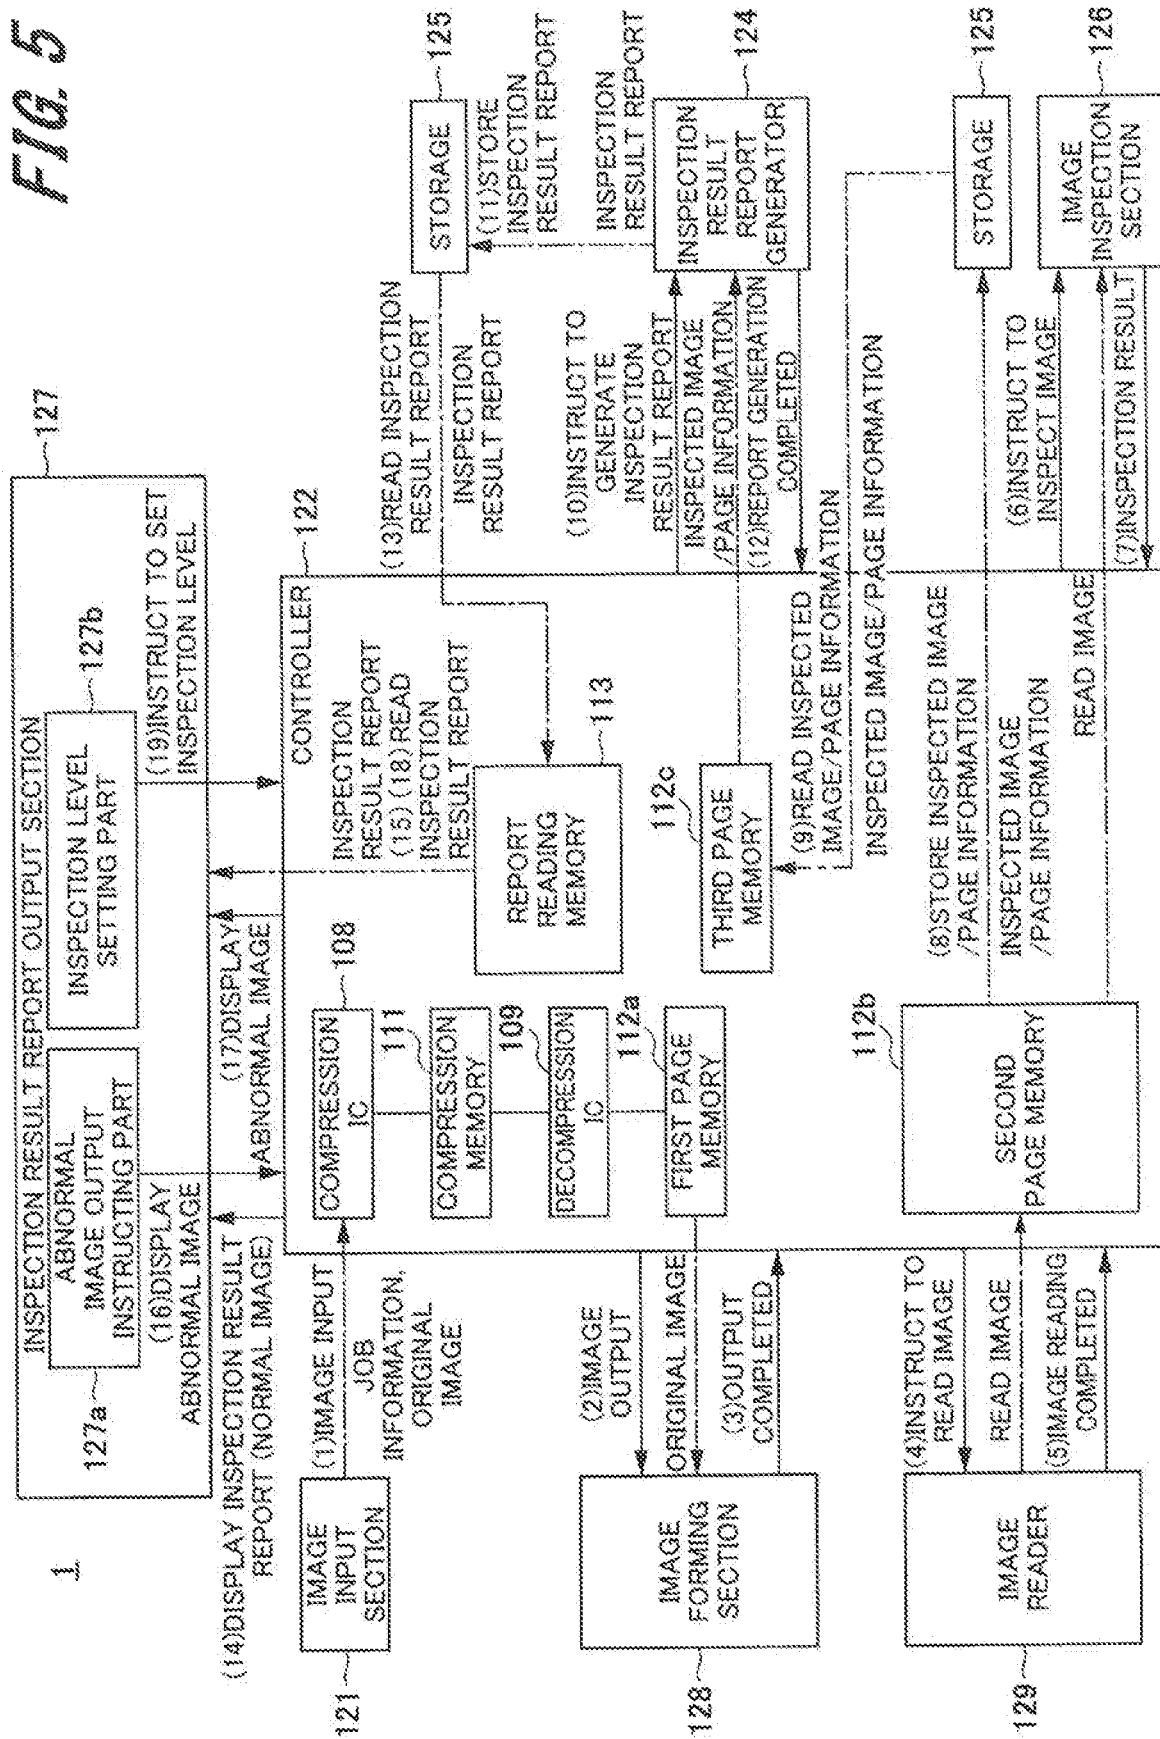 FIG. 5
1
127
INSPECTION RESULT REPORT OUTPUT SECTION
ABNORMAL
IMAGE OUTPUT
INSTRUCTING PART
127a
INSPECTION LEVEL
SETTING PART
127b
(14)DISPLAY INSPECTION RESULT
REPORT (NORMAL IMAGE)
(16)DISPLAY
ABNORMAL IMAGE
(17)DISPLAY
ABNORMAL IMAGE
(19)INSTRUCT TO SET
INSPECTION LEVEL
CONTROLLER
122
IMAGE
INPUT
SECTION
121
(1)IMAGE INPUT
JOB
INFORMATION,
ORIGINAL
IMAGE
COMPRESSION
IC
108
111
COMPRESSION
MEMORY
109
DECOMPRESSION
IC
112a
FIRST PAGE
MEMORY
INSPECTION
RESULT REPORT
(15) (18)READ
INSPECTION
RESULT REPORT
REPORT
READING
MEMORY
113
(13)READ INSPECTION
RESULT REPORT
INSPECTION
RESULT REPORT
STORAGE
125
(11)STORE
INSPECTION
RESULT REPORT
INSPECTION
RESULT REPORT
IMAGE
FORMING
SECTION
128
(2)IMAGE
OUTPUT
ORIGINAL IMAGE
(3)OUTPUT
COMPLETED
112c
THIRD PAGE
MEMORY
(10)INSTRUCT TO
GENERATE
INSPECTION
RESULT REPORT
INSPECTED IMAGE
/PAGE INFORMATION
(12)REPORT GENERATION
COMPLETED
INSPECTION
RESULT
REPORT
GENERATOR
124
(9)READ INSPECTED
IMAGE/PAGE INFORMATION
INSPECTED IMAGE/PAGE INFORMATION
IMAGE
READER
129
(4)INSTRUCT TO
READ IMAGE
READ IMAGE
(5)IMAGE READING
COMPLETED
112b
SECOND
PAGE MEMORY
(8)STORE INSPECTED IMAGE
/PAGE INFORMATION
INSPECTED IMAGE
/PAGE INFORMATION
READ IMAGE
STORAGE
125
(6)INSTRUCT TO
INSPECT IMAGE
(7)INSPECTION RESULT
IMAGE
INSPECTION
SECTION
126